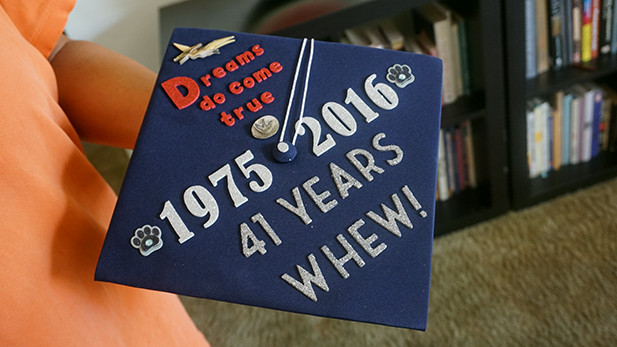 Dreams
do come
true
1975 2016
41 YEARS
WHEW!